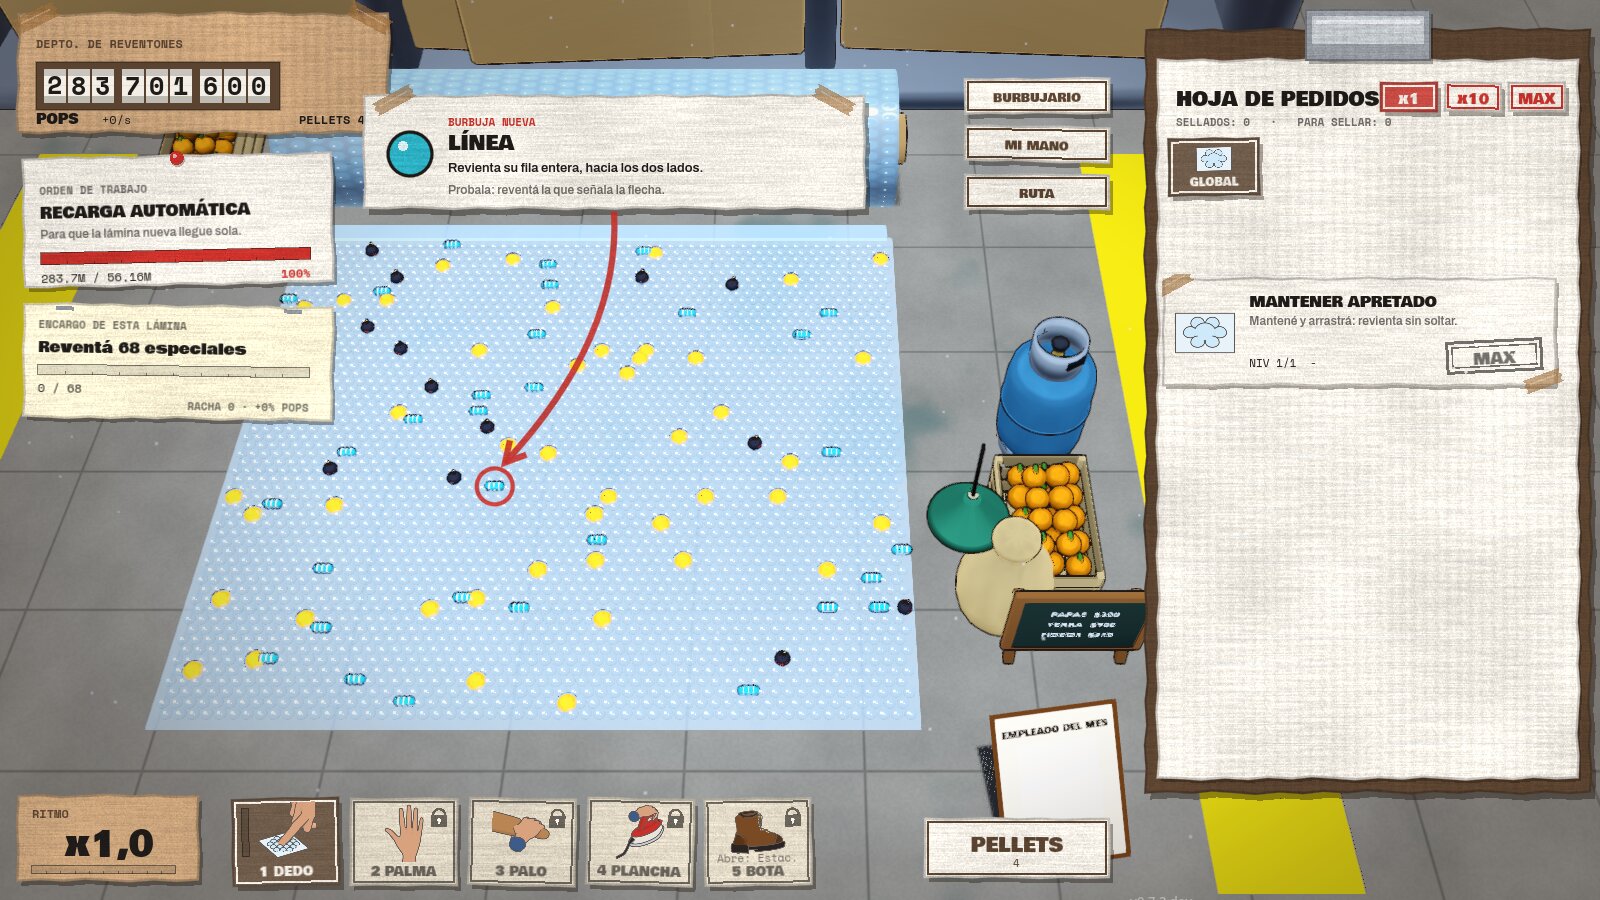 DEPTO. DE REVENTONES
283 701 600
POPS +0/s PELLETS 4
ORDEN DE TRABAJO
RECARGA AUTOMÁTICA
Para que la lámina nueva llegue sola.
283.7M / 56.16M 100%
ENCARGO DE ESTA LÁMINA
Reventá 68 especiales
0 / 68
RACHA 0 · +0% POPS
BURBUJA NUEVA
LÍNEA
Revienta su fila entera, hacia los dos lados.
Probala: reventá la que señala la flecha.
BURBUJARIO
MI MANO
RUTA
HOJA DE PEDIDOS x1 x10 MAX
SELLADOS: 0 · PARA SELLAR: 0
GLOBAL
MANTENER APRETADO
Mantené y arrastrá: revienta sin soltar.
NIV 1/1 - MAX
EMPLEADO DEL MES
RITMO
x1,0
1 DEDO
2 PALMA
3 PALO
4 PLANCHA
Abre: Estac.
5 BOTA
PELLETS
4